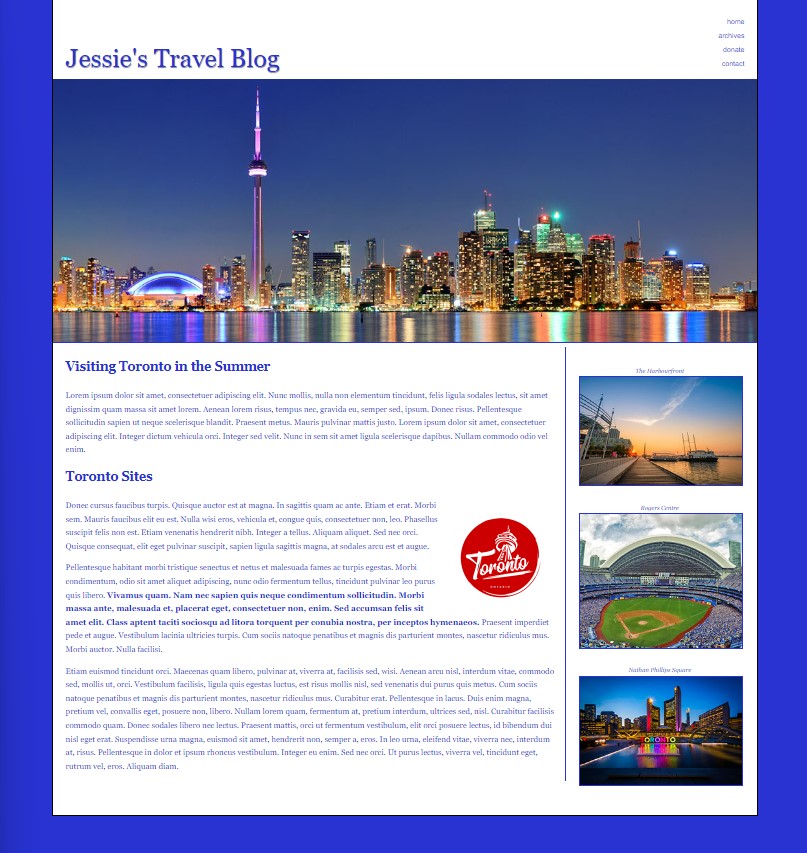 home
archives
donate
contact
Jessie's Travel Blog
Visiting Toronto in the Summer
Lorem ipsum dolor sit amet, consectetuer adipiscing elit. Nunc mollis, nulla non elementum tincidunt, felis ligula sodales lectus, sit amet
dignissim quam massa sit amet lorem. Aenean lorem risus, tempus nec, gravida eu, semper sed, ipsum. Donec risus. Pellentesque
sollicitudin sapien ut neque scelerisque blandit. Praesent metus. Mauris pulvinar mattis justo. Lorem ipsum dolor sit amet, consectetuer
adipiscing elit. Integer dictum vehicula orci. Integer sed velit. Nunc in sem sit amet ligula scelerisque dapibus. Nullam commodo odio vel
enim.
Toronto Sites
Donec cursus faucibus turpis. Quisque auctor est at magna. In sagittis quam ac ante. Etiam et erat. Morbi
sem. Mauris faucibus elit eu est. Nulla wisi eros, vehicula et, congue quis, consectetuer non, leo. Phasellus
suscipit felis non est. Etiam venenatis hendrerit nibh. Integer a tellus. Aliquam aliquet. Sed nec orci.
Quisque consequat, elit eget pulvinar suscipit, sapien ligula sagittis magna, at sodales arcu est et augue.
Pellentesque habitant morbi tristique senectus et netus et malesuada fames ac turpis egestas. Morbi
condimentum, odio sit amet aliquet adipiscing, nunc odio fermentum tellus, tincidunt pulvinar leo purus
quis libero. Vivamus quam. Nam nec sapien quis neque condimentum sollicitudin. Morbi
massa ante, malesuada et, placerat eget, consectetuer non, enim. Sed accumsan felis sit
amet elit. Class aptent taciti sociosqu ad litora torquent per conubia nostra, per inceptos hymenaeos. Praesent imperdiet
pede et augue. Vestibulum lacinia ultricies turpis. Cum sociis natoque penatibus et magnis dis parturient montes, nascetur ridiculus mus.
Morbi auctor. Nulla facilisi.
Etiam euismod tincidunt orci. Maecenas quam libero, pulvinar at, viverra at, facilisis sed, wisi. Aenean arcu nisl, interdum vitae, commodo
sed, mollis ut, orci. Vestibulum facilisis, ligula quis egestas luctus, est risus mollis nisl, sed venenatis dui purus quis metus. Cum sociis
natoque penatibus et magnis dis parturient montes, nascetur ridiculus mus. Curabitur erat. Pellentesque in lacus. Duis enim magna,
pretium vel, convallis eget, posuere non, libero. Nullam lorem quam, fermentum at, pretium interdum, ultrices sed, nisl. Curabitur facilisis
commodo quam. Donec sodales libero nec lectus. Praesent mattis, orci ut fermentum vestibulum, elit orci posuere lectus, id bibendum dui
nisl eget erat. Suspendisse urna magna, euismod sit amet, hendrerit non, semper a, eros. In leo urna, eleifend vitae, viverra nec, interdum
at, risus. Pellentesque in dolor et ipsum rhoncus vestibulum. Integer eu enim. Sed nec orci. Ut purus lectus, viverra vel, tincidunt eget,
rutrum vel, eros. Aliquam diam.
Toronto
ONTARIO
The Harbourfront
Rogers Centre
Nathan Phillips Square
TORONTO